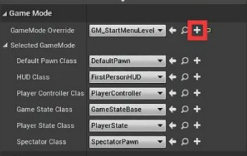 Game Mode
GameMode Override GM_StartMenuLevel
Selected GameMode
Default Pawn Class DefaultPawn
HUD Class FirstPersonHUD
Player Controller Clas PlayerController
Game State Class GameStateBase
Player State Class PlayerState
Spectator Class SpectatorPawn